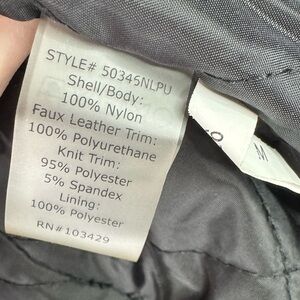 STYLE# 50345NLPU
Shell/Body:
100% Nylon
Faux Leather Trim:
100% Polyurethane
Knit Trim:
95% Polyester
5% Spandex
Lining:
100% Polyester
RN#103429
M